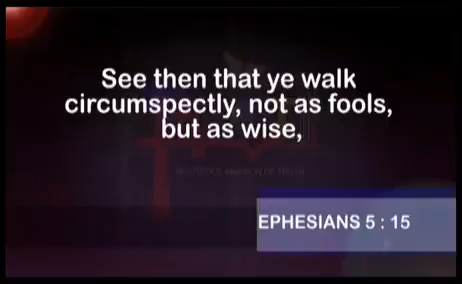 See then that ye walk
circumspectly, not as fools,
but as wise,
EPHESIANS 5 : 15